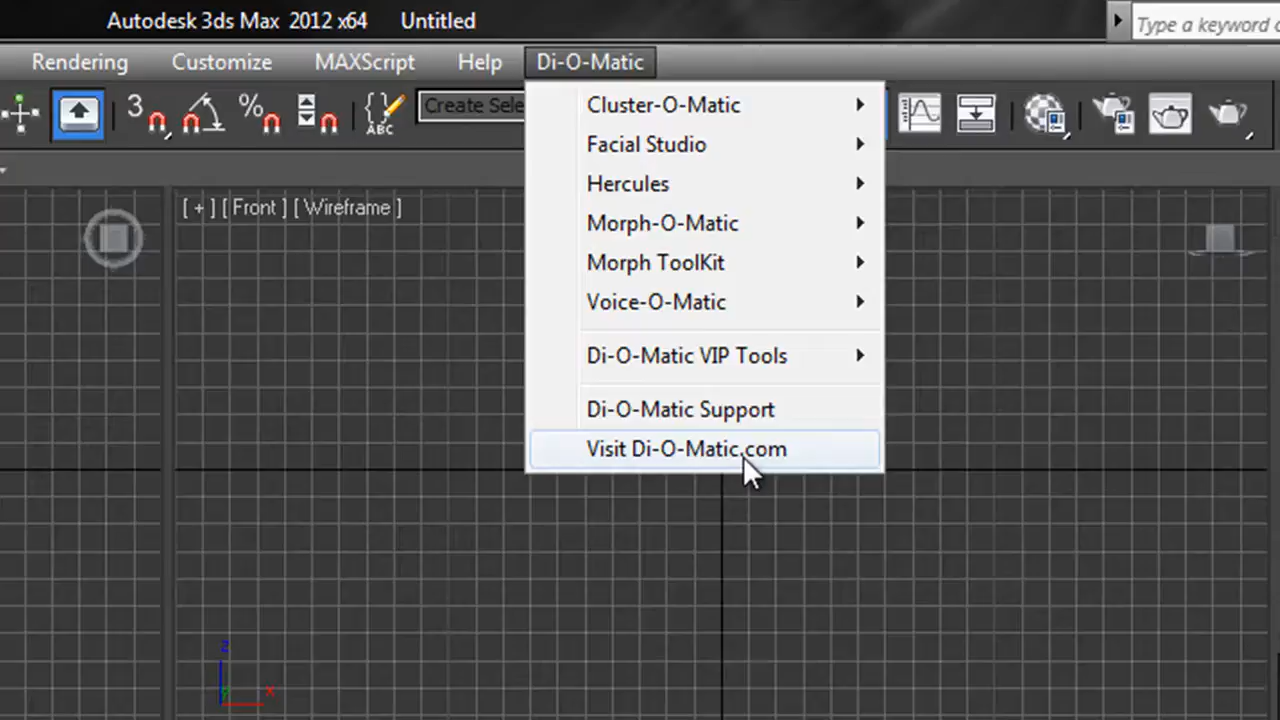 Autodesk 3ds Max 2012 x64 Untitled
Type a keyword o
Rendering Customize MAXScript Help Di-O-Matic
3 % ABC Create Sele
Cluster-O-Matic
Facial Studio
Hercules
Morph-O-Matic
Morph ToolKit
Voice-O-Matic
Di-O-Matic VIP Tools
Di-O-Matic Support
Visit Di-O-Matic.com
[ + ] [ Front ] [ Wireframe ]
z
y x